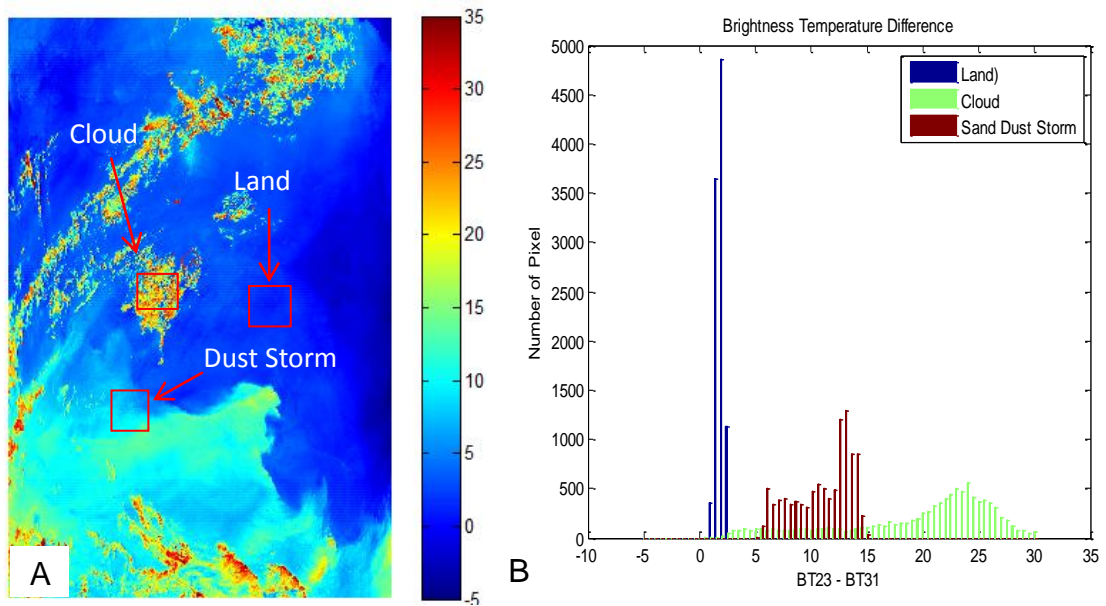 Cloud
Land
Dust Storm
A
35
30
25
20
15
10
5
0
-5
Brightness Temperature Difference
5000
4500
4000
3500
3000
2500
2000
1500
1000
500
0
Number of Pixel
Land)
Cloud
Sand Dust Storm
-10 -5 0 5 10 15 20 25 30 35
BT23 - BT31
B